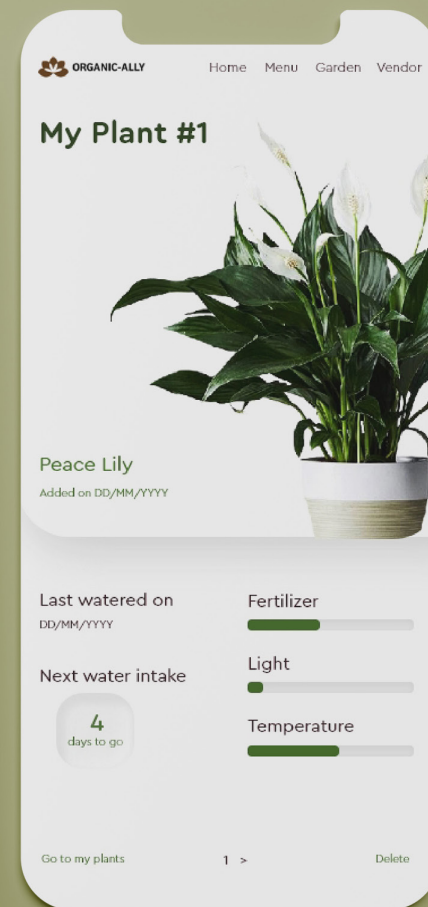 ORGANIC-ALLY
Home Menu Garden Vendor
My Plant #1
Peace Lily
Added on DD/MM/YYYY
Last watered on
DD/MM/YYYY
Next water intake
4
days to go
Fertilizer
Light
Temperature
Go to my plants
1 >
Delete